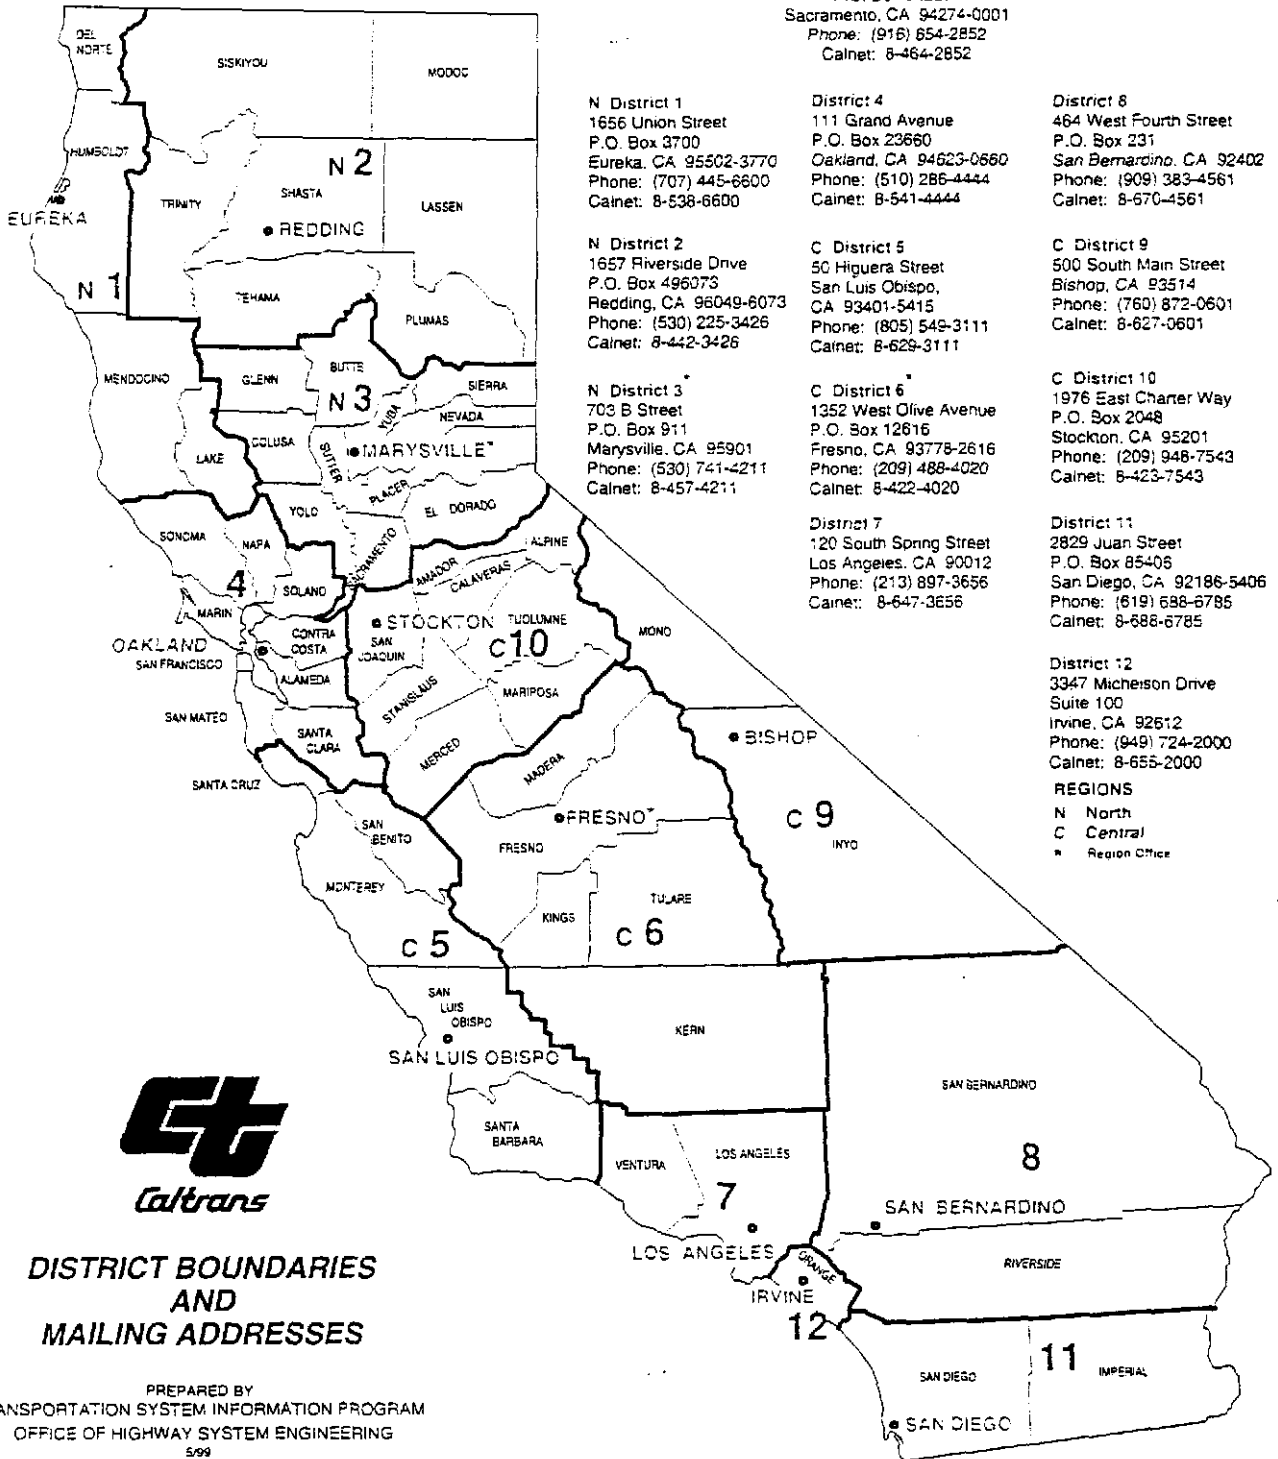 Sacramento, CA 94274-0001
Phone: (916) 654-2852
Calnet: 8-464-2852
N District 1
1656 Union Street
P.O. Box 3700
Eureka, CA 95502-3770
Phone: (707) 445-6600
Calnet: 8-538-6600
N District 2
1657 Riverside Drive
P.O. Box 496073
Redding, CA 96049-6073
Phone: (530) 225-3426
Calnet: 8-442-3426
N District 3*
703 B Street
P.O. Box 911
Marysville, CA 95901
Phone: (530) 741-4211
Calnet: 8-457-4211
District 4
111 Grand Avenue
P.O. Box 23660
Oakland, CA 94623-0660
Phone: (510) 286-4444
Calnet: 8-541-4444
C District 5
50 Higuera Street
San Luis Obispo,
CA 93401-5415
Phone: (805) 549-3111
Calnet: 8-629-3111
C District 6*
1352 West Olive Avenue
P.O. Box 12616
Fresno, CA 93778-2616
Phone: (209) 488-4020
Calnet: 8-422-4020
District 7
120 South Spring Street
Los Angeles, CA 90012
Phone: (213) 897-3656
Calnet: 8-647-3656
District 8
464 West Fourth Street
P.O. Box 231
San Bernardino, CA 92402
Phone: (909) 383-4561
Calnet: 8-670-4561
C District 9
500 South Main Street
Bishop, CA 93514
Phone: (760) 872-0601
Calnet: 8-627-0601
C District 10
1976 East Charter Way
P.O. Box 2048
Stockton, CA 95201
Phone: (209) 948-7543
Calnet: 8-423-7543
District 11
2829 Juan Street
P.O. Box 85406
San Diego, CA 92186-5406
Phone: (619) 688-6785
Calnet: 8-688-6785
District 12
3347 Michelson Drive
Suite 100
Irvine, CA 92612
Phone: (949) 724-2000
Calnet: 8-655-2000
REGIONS
N North
C Central
* Region Office
DEL
NORTE
SISKIYOU
MODOC
HUMBOLDT
N 2
TRINITY
SHASTA
LASSEN
EUREKA
REDDING
N 1
TEHAMA
PLUMAS
MENDOCINO
GLENN
BUTTE
SIERRA
N 3
YUBA
NEVADA
COLUSA
SUTTER
MARYSVILLE*
LAKE
PLACER
YOLO
EL DORADO
SONOMA
NAPA
SACRAMENTO
ALPINE
AMADOR
CALAVERAS
4
SOLANO
MARIN
STOCKTON
TUOLUMNE
MONO
OAKLAND
CONTRA
COSTA
SAN
JOAQUIN
C 10
SAN FRANCISCO
ALAMEDA
STANISLAUS
MARIPOSA
SAN MATEO
SANTA
CLARA
MERCED
BISHOP
MADERA
SANTA CRUZ
SAN
BENITO
FRESNO*
C 9
FRESNO
INYO
MONTEREY
KINGS
TULARE
C 5
C 6
SAN
LUIS
OBISPO
KERN
SAN LUIS OBISPO
SAN BERNARDINO
SANTA
BARBARA
VENTURA
LOS ANGELES
8
7
SAN BERNARDINO
LOS ANGELES
ORANGE
RIVERSIDE
IRVINE
12
SAN DIEGO
11
IMPERIAL
SAN DIEGO
Ct
Caltrans
DISTRICT BOUNDARIES
AND
MAILING ADDRESSES
PREPARED BY
ANSPORTATION SYSTEM INFORMATION PROGRAM
OFFICE OF HIGHWAY SYSTEM ENGINEERING
5/99